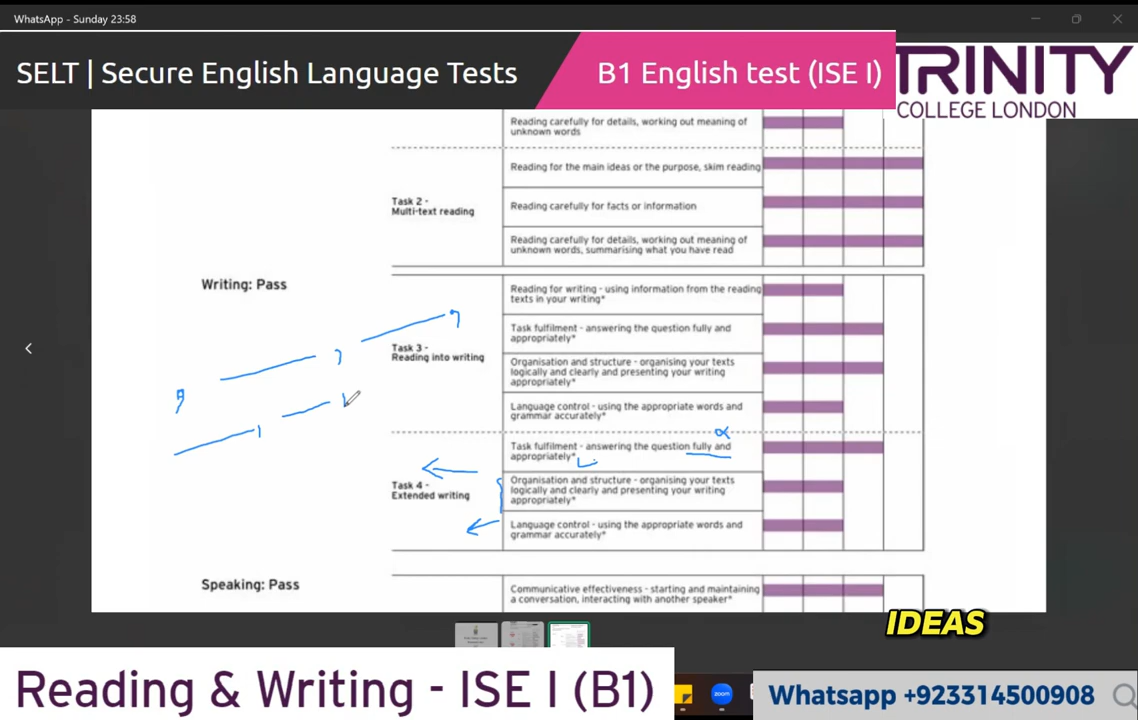 WhatsApp - Sunday 23:58
SELT | Secure English Language Tests
B1 English test (ISE I)
TRINITY
COLLEGE LONDON
Reading carefully for details, working out meaning of
unknown words
Reading for the main ideas or the purpose, skim reading
Task 2 -
Multi-text reading
Reading carefully for facts or information
Reading carefully for details, working out meaning of
unknown words, summarising what you have read
Writing: Pass
Reading for writing - using information from the reading
texts in your writing*
Task fulfilment - answering the question fully and
appropriately*
Task 3 -
Reading into writing
Organisation and structure - organising your texts
logically and clearly and presenting your writing
appropriately*
Language control - using the appropriate words and
grammar accurately*
Task fulfilment - answering the question fully and
appropriately*
Task 4 -
Extended writing
Organisation and structure - organising your texts
logically and clearly and presenting your writing
appropriately*
Language control - using the appropriate words and
grammar accurately*
Speaking: Pass
Communicative effectiveness - starting and maintaining
a conversation, interacting with another speaker*
IDEAS
Reading & Writing - ISE I (B1)
zoom
Whatsapp +923314500908